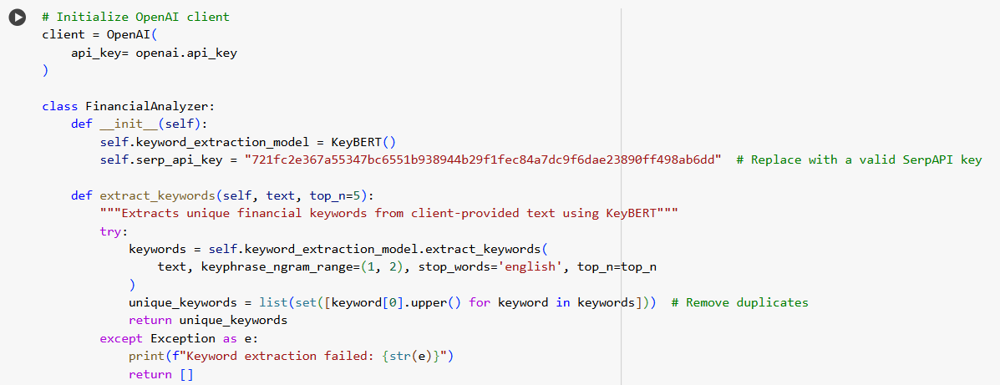 # Initialize OpenAI client
client = OpenAI(
    api_key= openai.api_key
)
class FinancialAnalyzer:
    def __init__(self):
        self.keyword_extraction_model = KeyBERT()
        self.serp_api_key = "721fc2e367a55347bc6551b938944b29f1fec84a7dc9f6dae23890ff498ab6dd"  # Replace with a valid SerpAPI key
    def extract_keywords(self, text, top_n=5):
        """Extracts unique financial keywords from client-provided text using KeyBERT"""
        try:
            keywords = self.keyword_extraction_model.extract_keywords(
                text, keyphrase_ngram_range=(1, 2), stop_words='english', top_n=top_n
            )
            unique_keywords = list(set([keyword[0].upper() for keyword in keywords]))  # Remove duplicates
            return unique_keywords
        except Exception as e:
            print(f"Keyword extraction failed: {str(e)}")
            return []